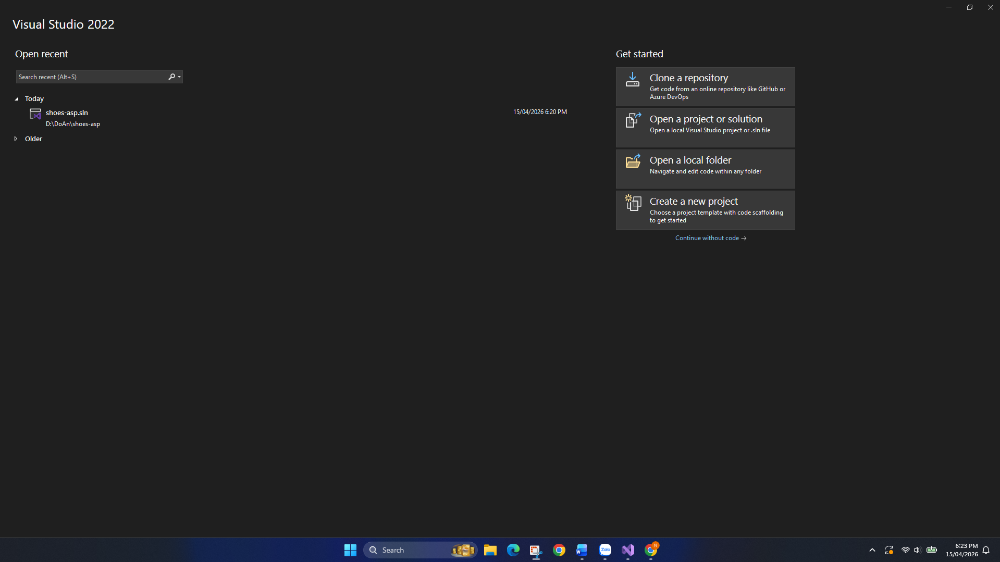 Visual Studio 2022
Open recent
Search recent (Alt+S)
Today
shoes-asp.sln
15/04/2026 6:20 PM
D:\DoAn\shoes-asp
Older
Get started
Clone a repository
Get code from an online repository like GitHub or
Azure DevOps
Open a project or solution
Open a local Visual Studio project or .sln file
Open a local folder
Navigate and edit code within any folder
Create a new project
Choose a project template with code scaffolding
to get started
Continue without code →
Search
W
Zalo
N
6:23 PM
15/04/2026